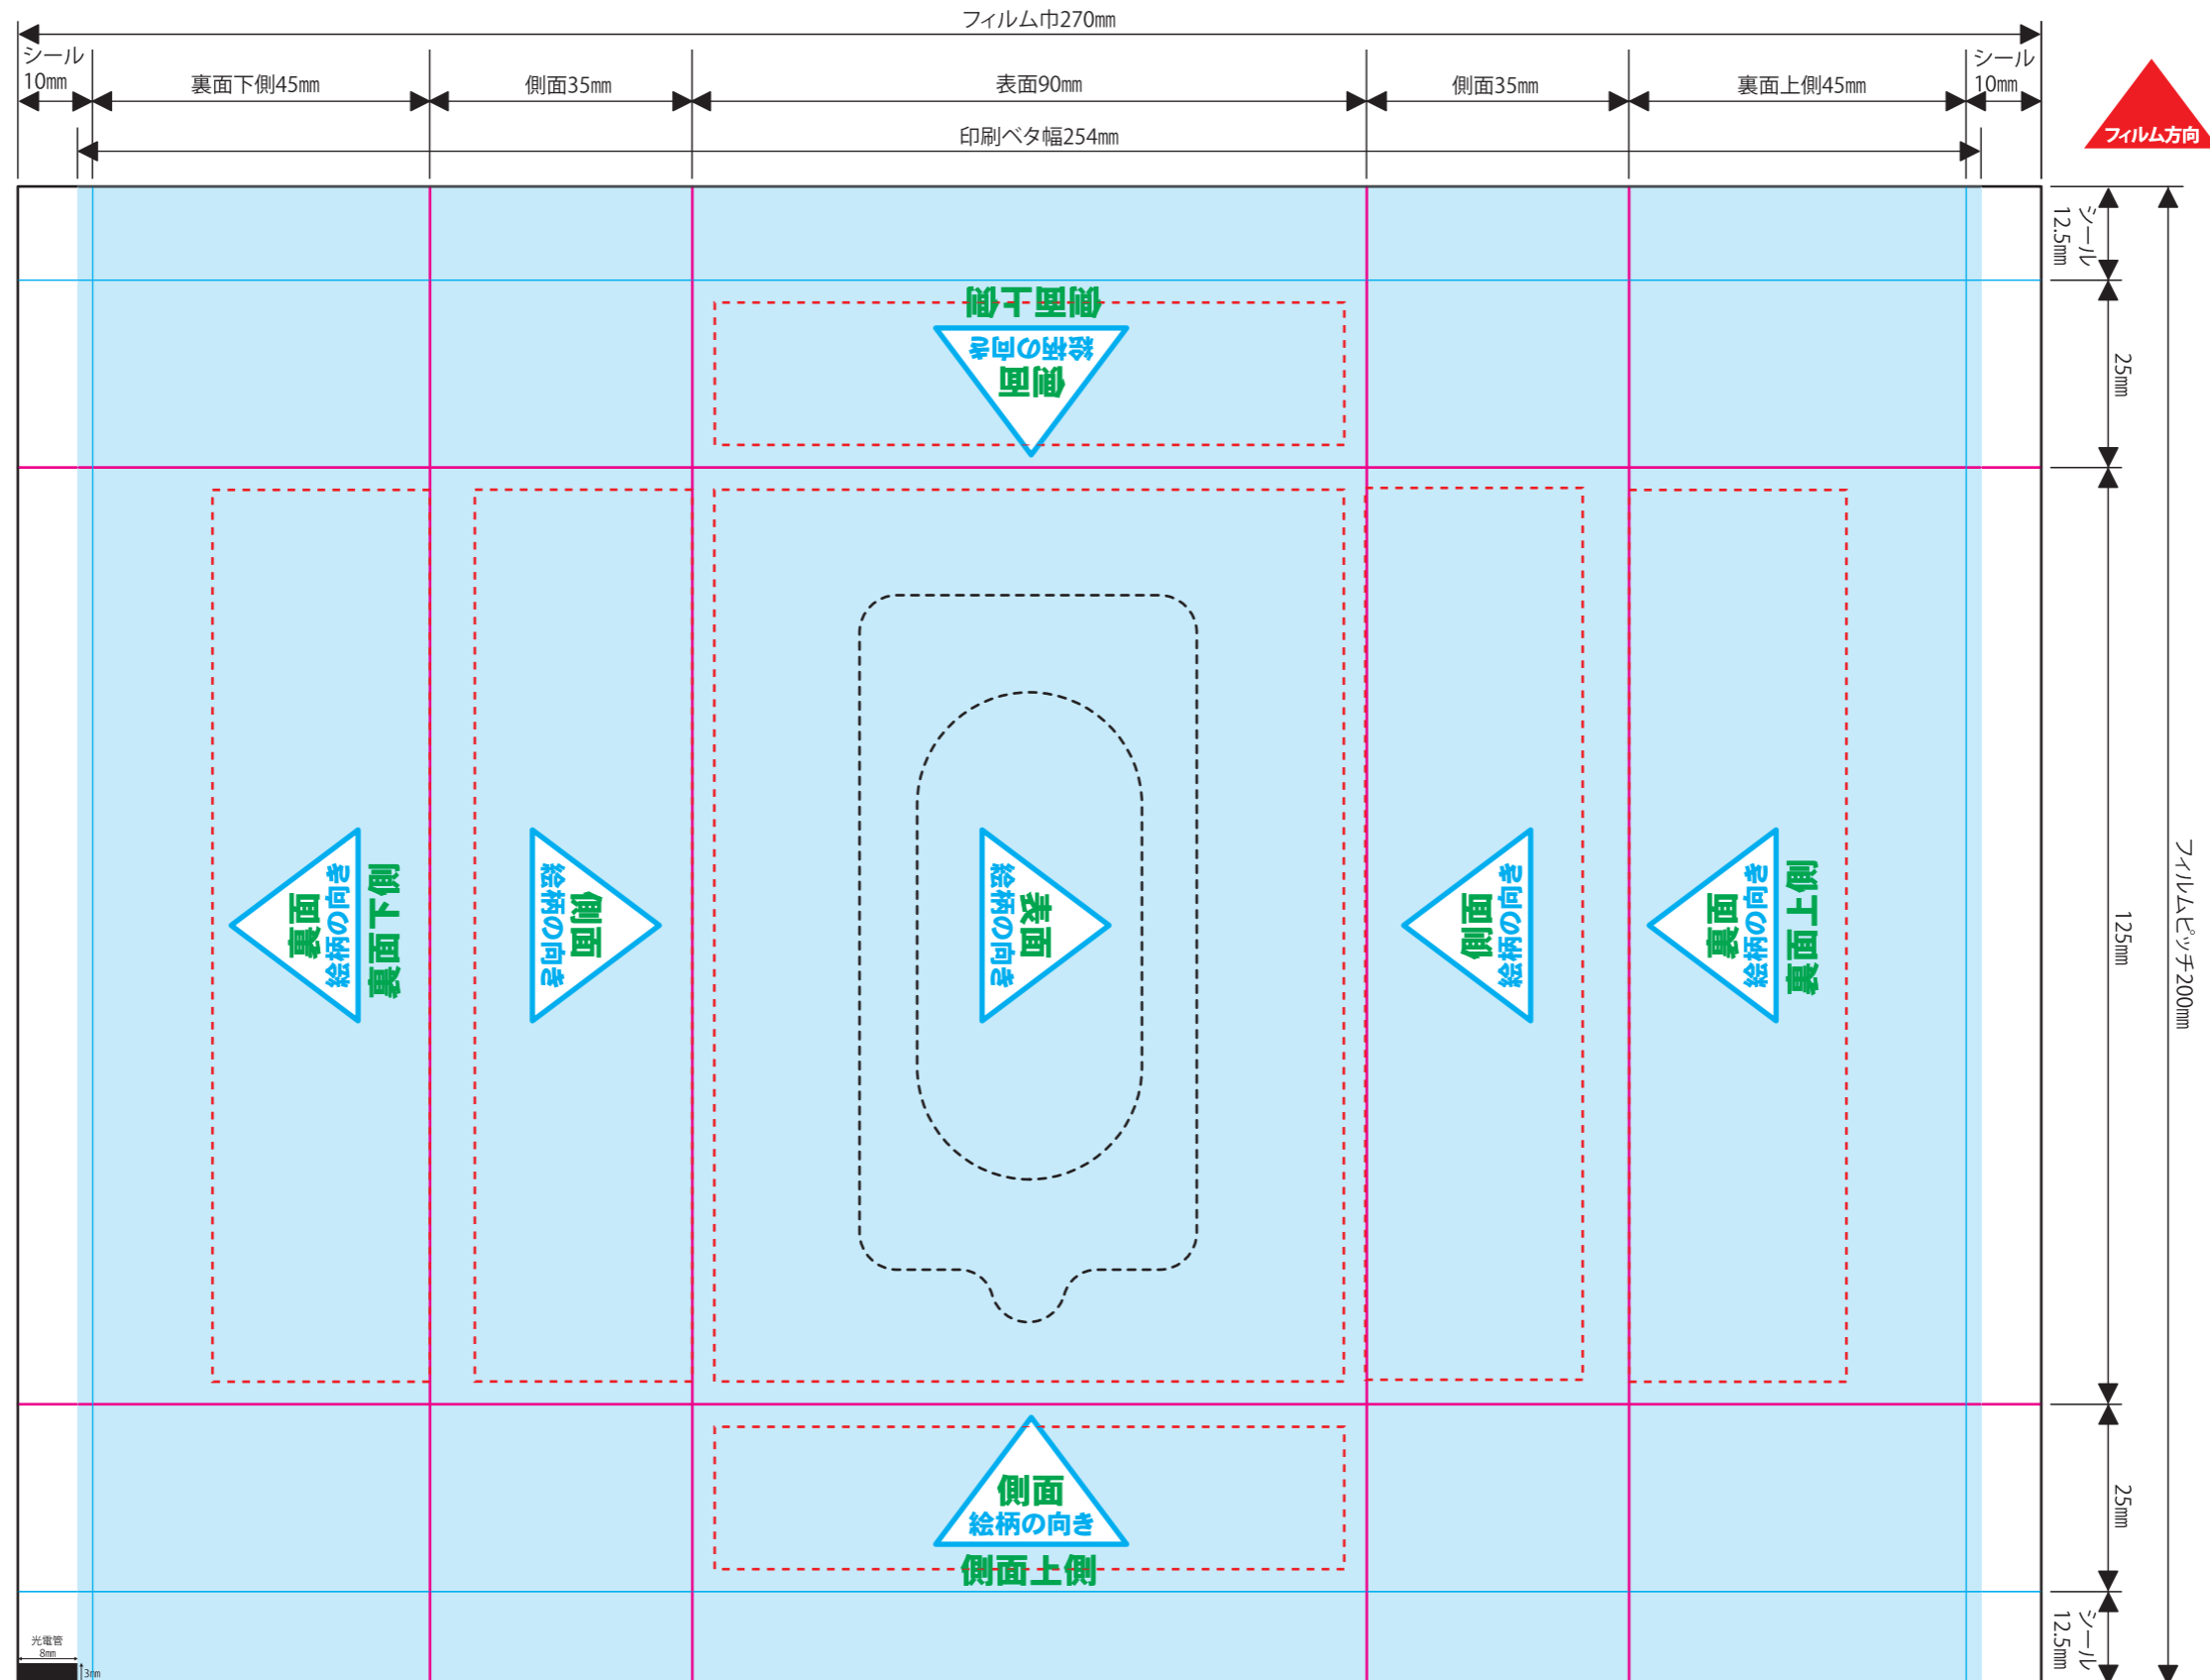 フィルム巾270㎜
シール
10㎜
裏面下側45㎜
側面35㎜
表面90㎜
側面35㎜
裏面上側45㎜
シール
10㎜
印刷ベタ幅254㎜
フィルム方向
シール
12.5㎜
側面上側
絵柄の向き
側面
25㎜
裏面
絵柄の向き
裏面下側
側面
絵柄の向き
表面
絵柄の向き
側面
絵柄の向き
裏面
絵柄の向き
裏面上側
125㎜
フィルムピッチ200㎜
側面
絵柄の向き
側面上側
25㎜
シール
12.5㎜
光電管
8㎜
3㎜